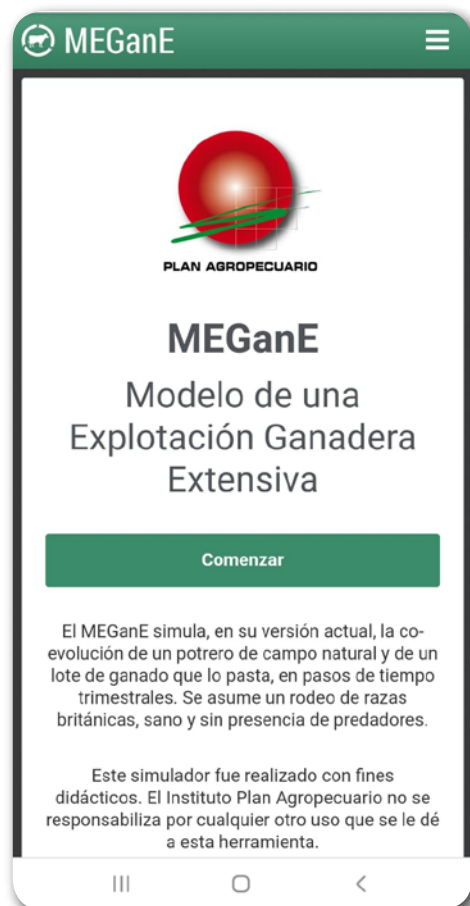 MEGanE
PLAN AGROPECUARIO
MEGanE
Modelo de una
Explotación Ganadera
Extensiva
Comenzar
El MEGanE simula, en su versión actual, la co-
evolución de un potrero de campo natural y de un
lote de ganado que lo pasta, en pasos de tiempo
trimestrales. Se asume un rodeo de razas
británicas, sano y sin presencia de predadores.
Este simulador fue realizado con fines
didácticos. El Instituto Plan Agropecuario no se
responsabiliza por cualquier otro uso que se le dé
a esta herramienta.